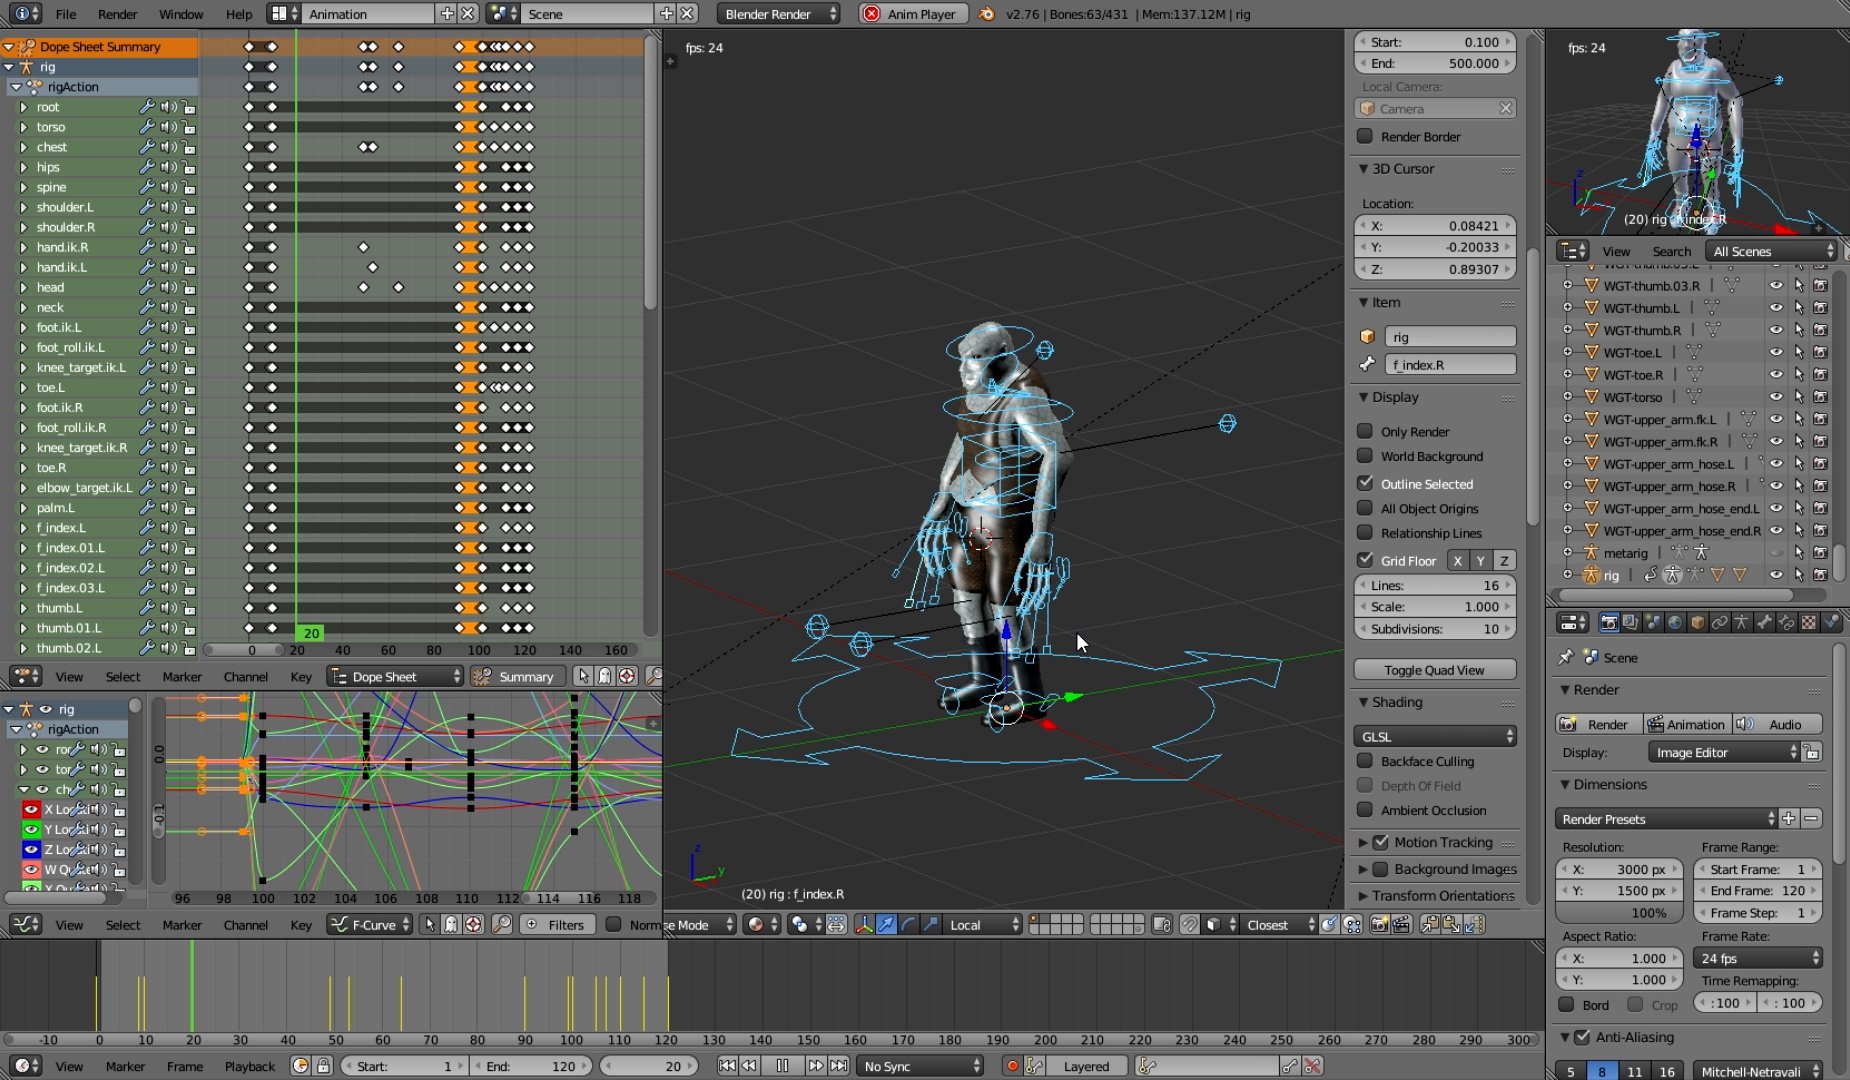 File Render Window Help Animation Scene Blender Render Anim Player v2.76 | Bones:63/431 | Mem:137.12M | rig
Dope Sheet Summary
rig
rigAction
root
torso
chest
hips
spine
shoulder.L
shoulder.R
hand.ik.R
hand.ik.L
head
neck
foot.ik.L
foot_roll.ik.L
knee_target.ik.L
toe.L
foot.ik.R
foot_roll.ik.R
knee_target.ik.R
toe.R
elbow_target.ik.L
palm.L
f_index.L
f_index.01.L
f_index.02.L
f_index.03.L
thumb.L
thumb.01.L
thumb.02.L
20
0 20 40 60 80 100 120 140 160
View Select Marker Channel Key Dope Sheet Summary
rig
rigAction
X Loc
Y Loc
Z Loc
W Qu
0.0
-0.1
96 98 100 102 104 106 108 110 112 114 116 118
View Select Marker Channel Key F-Curve Filters Norm
fps: 24
(20) rig : f_index.R
e Mode Local Closest
Start: 0.100
End: 500.000
Local Camera:
Camera
Render Border
3D Cursor
Location:
X: 0.08421
Y: -0.20033
Z: 0.89307
Item
rig
f_index.R
Display
Only Render
World Background
Outline Selected
All Object Origins
Relationship Lines
Grid Floor X Y Z
Lines: 16
Scale: 1.000
Subdivisions: 10
Toggle Quad View
Shading
GLSL
Backface Culling
Depth Of Field
Ambient Occlusion
Motion Tracking
Background Images
Transform Orientations
fps: 24
(20) rig : f_index.R
View Search All Scenes
WGT-thumb.03.R
WGT-thumb.L
WGT-thumb.R
WGT-toe.L
WGT-toe.R
WGT-torso
WGT-upper_arm.fk.L
WGT-upper_arm.fk.R
WGT-upper_arm_hose.L
WGT-upper_arm_hose.R
WGT-upper_arm_hose_end.L
WGT-upper_arm_hose_end.R
metarig
rig
Scene
Render
Render Animation Audio
Display: Image Editor
Dimensions
Render Presets
Resolution: Frame Range:
X: 3000 px Start Frame: 1
Y: 1500 px End Frame: 120
100% Frame Step: 1
Aspect Ratio: Frame Rate:
X: 1.000 24 fps
Y: 1.000 Time Remapping:
Bord Crop :100 : 100
Anti-Aliasing
5 8 11 16 Mitchell-Netravali
-10 0 10 20 30 40 50 60 70 80 90 100 110 120 130 140 150 160 170 180 190 200 210 220 230 240 250 260 270 280 290 300
View Marker Frame Playback Start: 1 End: 120 20 No Sync Layered